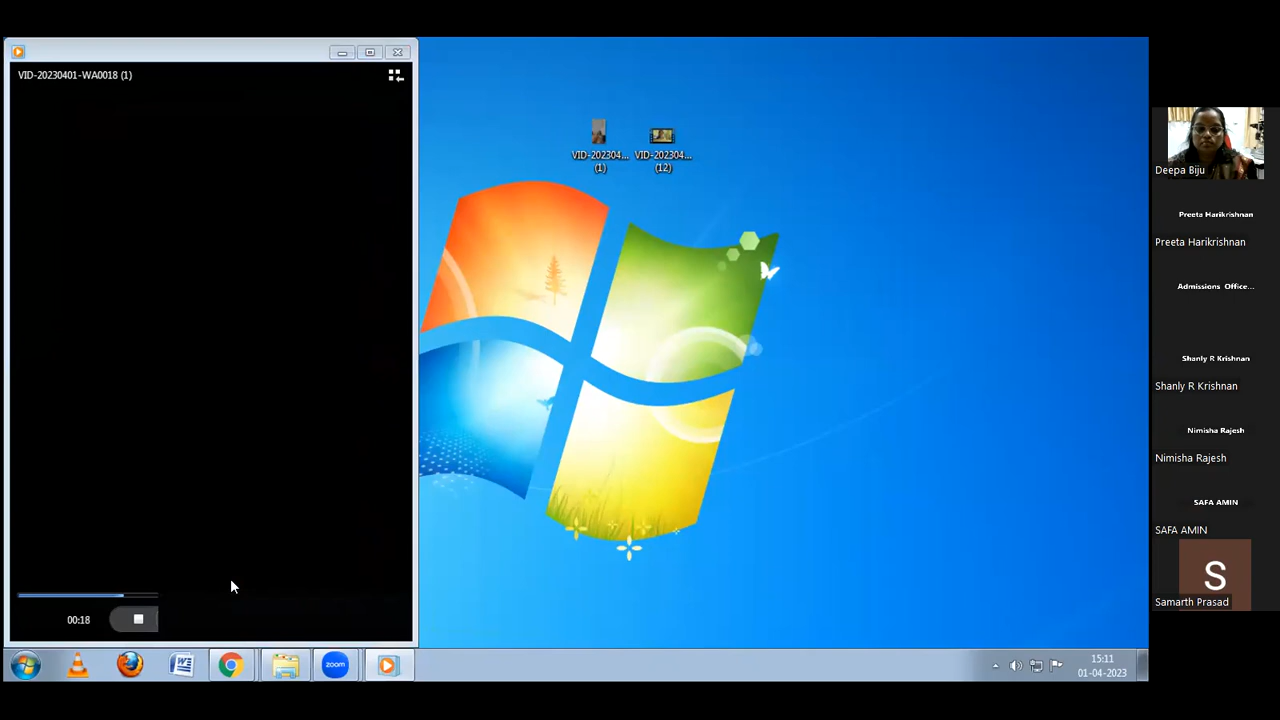 VID-20230401-WA0018 (1)
VID-202304...
(1)
VID-202304...
(12)
00:18
zoom
15:11
01-04-2023
Deepa Biju
Preeta Harikrishnan
Preeta Harikrishnan
Admissions Office...
Shanly R Krishnan
Shanly R Krishnan
Nimisha Rajesh
Nimisha Rajesh
SAFA AMIN
SAFA AMIN
S
Samarth Prasad